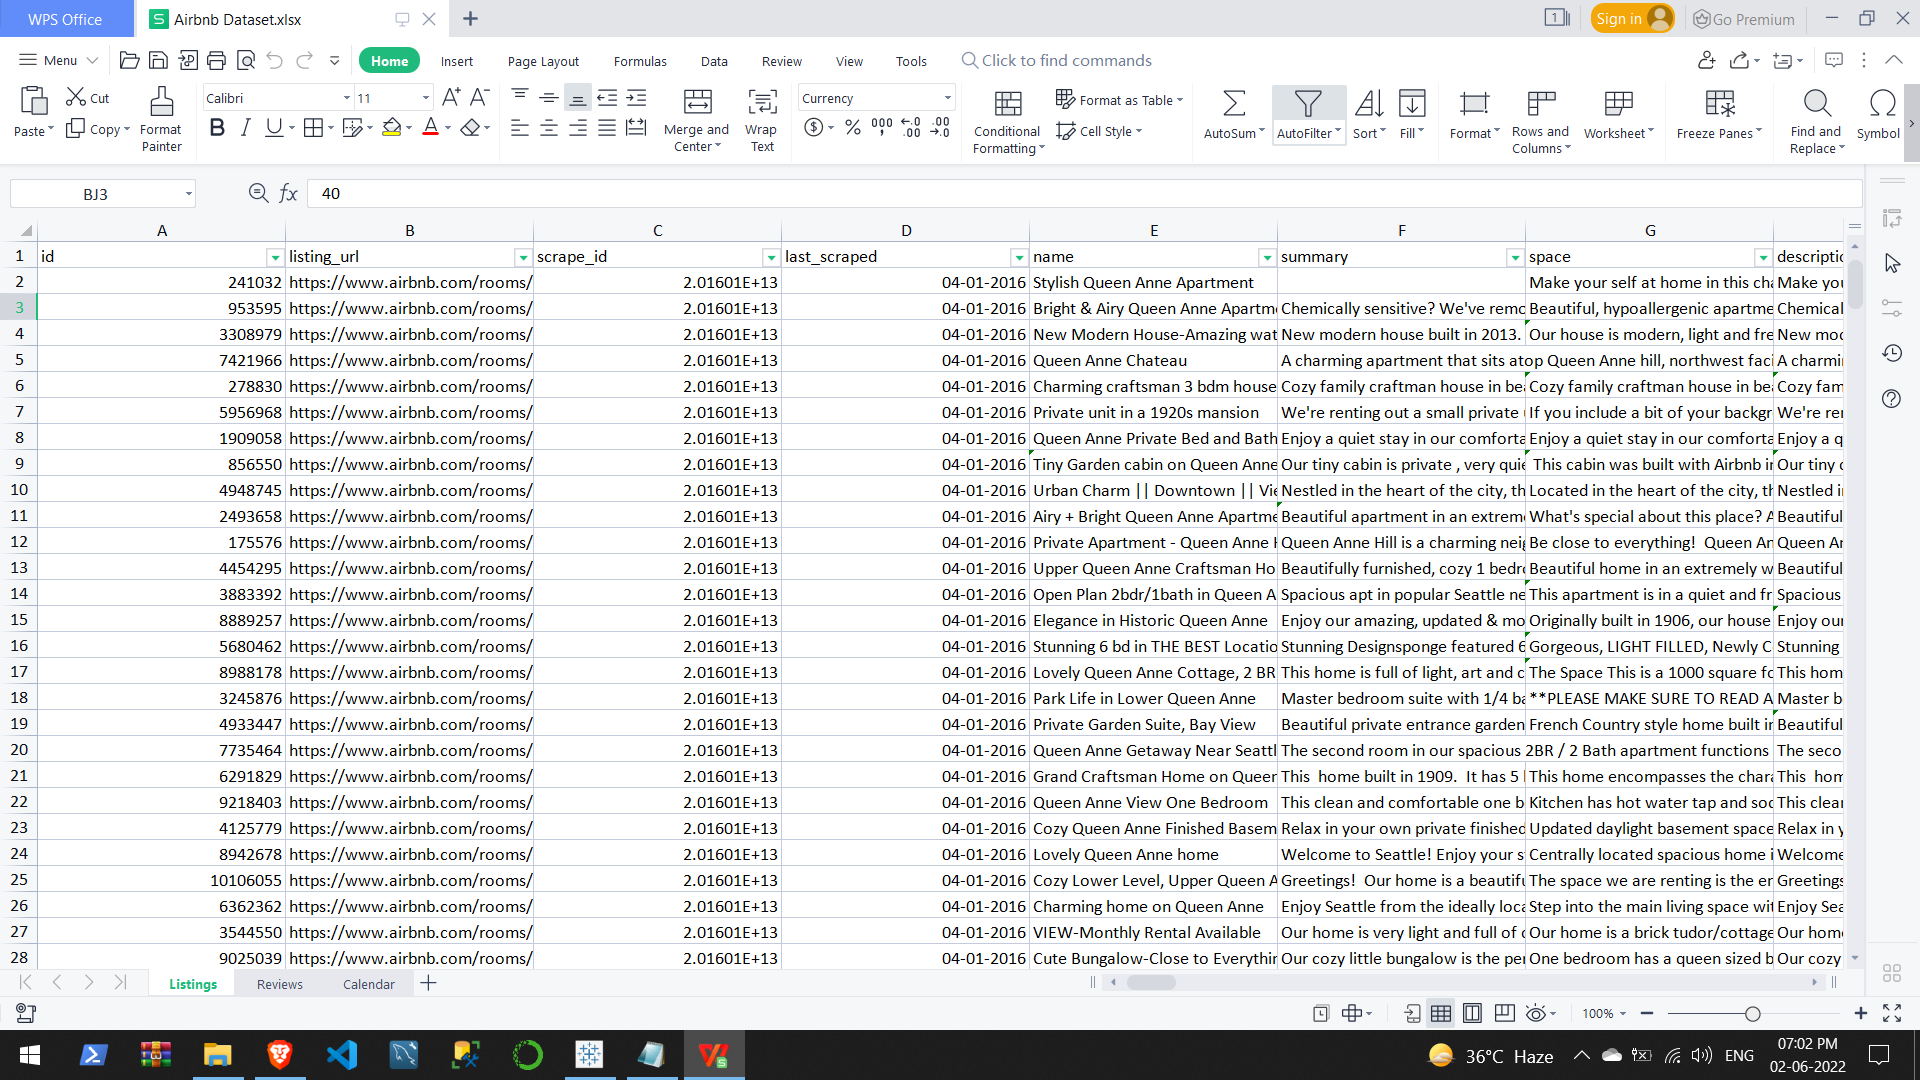 WPS Office
Airbnb Dataset.xlsx
1
Sign in
Go Premium
Menu
Home
Insert
Page Layout
Formulas
Data
Review
View
Tools
Click to find commands
Paste
Cut
Copy
Format Painter
Calibri
11
Merge and Center
Wrap Text
Currency
Conditional Formatting
Format as Table
Cell Style
AutoSum
AutoFilter
Sort
Fill
Format
Rows and Columns
Worksheet
Freeze Panes
Find and Replace
Symbol
BJ3
fx
40
A B C D E F G
1 id listing_url scrape_id last_scraped name summary space
2 241032 https://www.airbnb.com/rooms/ 2.01601E+13 04-01-2016 Stylish Queen Anne Apartment Make your self at home in this cha Make you
3 953595 https://www.airbnb.com/rooms/ 2.01601E+13 04-01-2016 Bright & Airy Queen Anne Apartme Chemically sensitive? We've remo Beautiful, hypoallergenic apartme Chemical
4 3308979 https://www.airbnb.com/rooms/ 2.01601E+13 04-01-2016 New Modern House-Amazing wat New modern house built in 2013. Our house is modern, light and fre New mod
5 7421966 https://www.airbnb.com/rooms/ 2.01601E+13 04-01-2016 Queen Anne Chateau A charming apartment that sits atop Queen Anne hill, northwest faci A charmi
6 278830 https://www.airbnb.com/rooms/ 2.01601E+13 04-01-2016 Charming craftsman 3 bdm house Cozy family craftman house in bea Cozy family craftman house in bea Cozy fam
7 5956968 https://www.airbnb.com/rooms/ 2.01601E+13 04-01-2016 Private unit in a 1920s mansion We're renting out a small private If you include a bit of your backgr We're ren
8 1909058 https://www.airbnb.com/rooms/ 2.01601E+13 04-01-2016 Queen Anne Private Bed and Bath Enjoy a quiet stay in our comforta Enjoy a quiet stay in our comforta Enjoy a q
9 856550 https://www.airbnb.com/rooms/ 2.01601E+13 04-01-2016 Tiny Garden cabin on Queen Anne Our tiny cabin is private , very quie This cabin was built with Airbnb in Our tiny c
10 4948745 https://www.airbnb.com/rooms/ 2.01601E+13 04-01-2016 Urban Charm || Downtown || Vie Nestled in the heart of the city, th Located in the heart of the city, th Nestled in
11 2493658 https://www.airbnb.com/rooms/ 2.01601E+13 04-01-2016 Airy + Bright Queen Anne Apartme Beautiful apartment in an extrem What's special about this place? A Beautiful
12 175576 https://www.airbnb.com/rooms/ 2.01601E+13 04-01-2016 Private Apartment - Queen Anne H Queen Anne Hill is a charming neig Be close to everything! Queen An Queen An
13 4454295 https://www.airbnb.com/rooms/ 2.01601E+13 04-01-2016 Upper Queen Anne Craftsman Ho Beautifully furnished, cozy 1 bedr Beautiful home in an extremely w Beautiful
14 3883392 https://www.airbnb.com/rooms/ 2.01601E+13 04-01-2016 Open Plan 2bdr/1bath in Queen A Spacious apt in popular Seattle ne This apartment is in a quiet and fr Spacious
15 8889257 https://www.airbnb.com/rooms/ 2.01601E+13 04-01-2016 Elegance in Historic Queen Anne Enjoy our amazing, updated & mo Originally built in 1906, our house Enjoy our
16 5680462 https://www.airbnb.com/rooms/ 2.01601E+13 04-01-2016 Stunning 6 bd in THE BEST Locatio Stunning Designsponge featured 6 Gorgeous, LIGHT FILLED, Newly C Stunning
17 8988178 https://www.airbnb.com/rooms/ 2.01601E+13 04-01-2016 Lovely Queen Anne Cottage, 2 BR This home is full of light, art and c The Space This is a 1000 square fo This hom
18 3245876 https://www.airbnb.com/rooms/ 2.01601E+13 04-01-2016 Park Life in Lower Queen Anne Master bedroom suite with 1/4 ba **PLEASE MAKE SURE TO READ A Master b
19 4933447 https://www.airbnb.com/rooms/ 2.01601E+13 04-01-2016 Private Garden Suite, Bay View Beautiful private entrance garden French Country style home built in Beautiful
20 7735464 https://www.airbnb.com/rooms/ 2.01601E+13 04-01-2016 Queen Anne Getaway Near Seattl The second room in our spacious 2BR / 2 Bath apartment functions The seco
21 6291829 https://www.airbnb.com/rooms/ 2.01601E+13 04-01-2016 Grand Craftsman Home on Queen This home built in 1909. It has 5 This home encompasses the chara This hom
22 9218403 https://www.airbnb.com/rooms/ 2.01601E+13 04-01-2016 Queen Anne View One Bedroom This clean and comfortable one b Kitchen has hot water tap and soc This clear
23 4125779 https://www.airbnb.com/rooms/ 2.01601E+13 04-01-2016 Cozy Queen Anne Finished Basem Relax in your own private finished Updated daylight basement space Relax in y
24 8942678 https://www.airbnb.com/rooms/ 2.01601E+13 04-01-2016 Lovely Queen Anne home Welcome to Seattle! Enjoy your s Centrally located spacious home i Welcome
25 10106055 https://www.airbnb.com/rooms/ 2.01601E+13 04-01-2016 Cozy Lower Level, Upper Queen A Greetings! Our home is a beautifu The space we are renting is the en Greetings
26 6362362 https://www.airbnb.com/rooms/ 2.01601E+13 04-01-2016 Charming home on Queen Anne Enjoy Seattle from the ideally loca Step into the main living space wit Enjoy Sea
27 3544550 https://www.airbnb.com/rooms/ 2.01601E+13 04-01-2016 VIEW-Monthly Rental Available Our home is very light and full of c Our home is a brick tudor/cottage Our home
28 9025039 https://www.airbnb.com/rooms/ 2.01601E+13 04-01-2016 Cute Bungalow-Close to Everythin Our cozy little bungalow is the per One bedroom has a queen sized b Our cozy
Listings
Reviews
Calendar
100%
36°C Haze
ENG
07:02 PM
02-06-2022